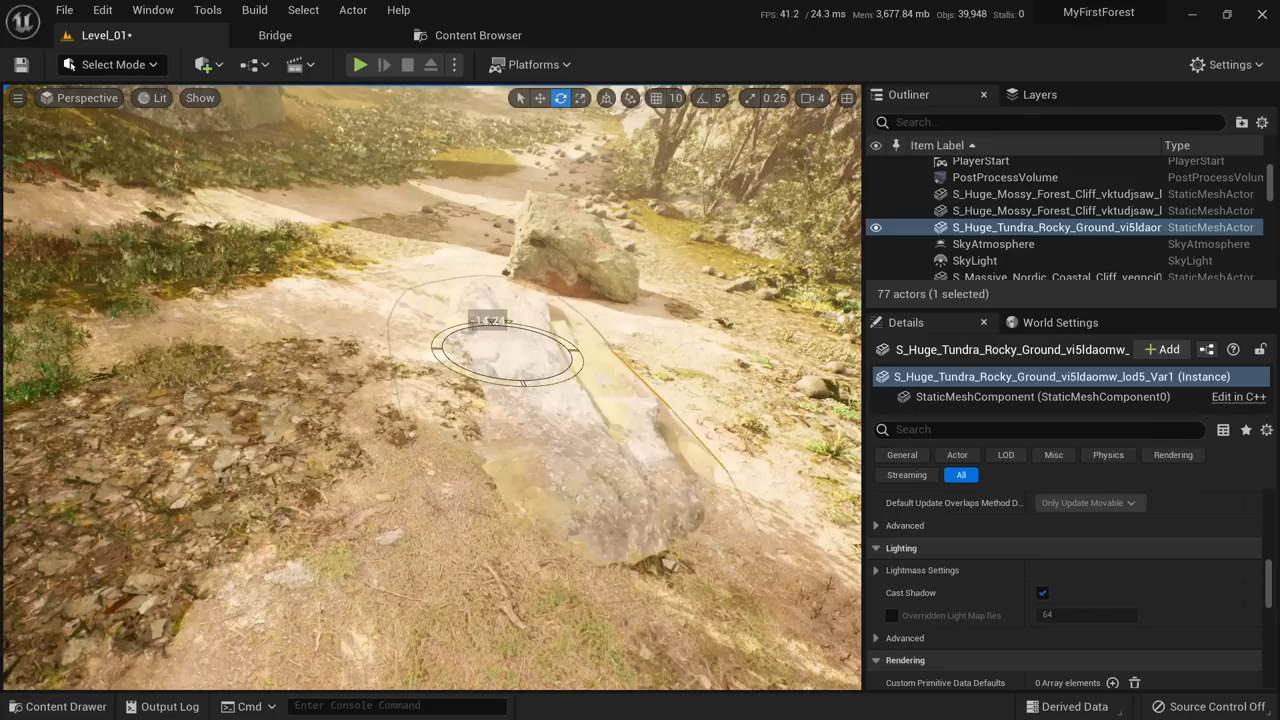 File Edit Window Tools Build Select Actor Help
FPS: 41.2 / 24.3 ms Mem: 3,677.84 mb Objs: 39,948 Stalls: 0
MyFirstForest
Level_01*
Bridge
Content Browser
Select Mode
Platforms
Settings
Perspective
Lit
Show
10
5°
0.25
4
Outliner
Layers
Search...
Item Label
Type
PlayerStart PlayerStart
PostProcessVolume PostProcessVolum
S_Huge_Mossy_Forest_Cliff_vktudjsaw_l StaticMeshActor
S_Huge_Mossy_Forest_Cliff_vktudjsaw_l StaticMeshActor
S_Huge_Tundra_Rocky_Ground_vi5ldaor StaticMeshActor
SkyAtmosphere SkyAtmosphere
SkyLight SkyLight
S_Massive_Nordic_Coastal_Cliff_vegnci0 StaticMeshActor
77 actors (1 selected)
Details
World Settings
S_Huge_Tundra_Rocky_Ground_vi5ldaomw_
+ Add
S_Huge_Tundra_Rocky_Ground_vi5ldaomw_lod5_Var1 (Instance)
StaticMeshComponent (StaticMeshComponent0) Edit in C++
Search
General Actor LOD Misc Physics Rendering
Streaming All
Default Update Overlaps Method D... Only Update Movable
Advanced
Lighting
Lightmass Settings
Cast Shadow
Overridden Light Map Res 64
Advanced
Rendering
Custom Primitive Data Defaults 0 Array elements
-14.24
Content Drawer
Output Log
Cmd
Enter Console Command
Derived Data
Source Control Off